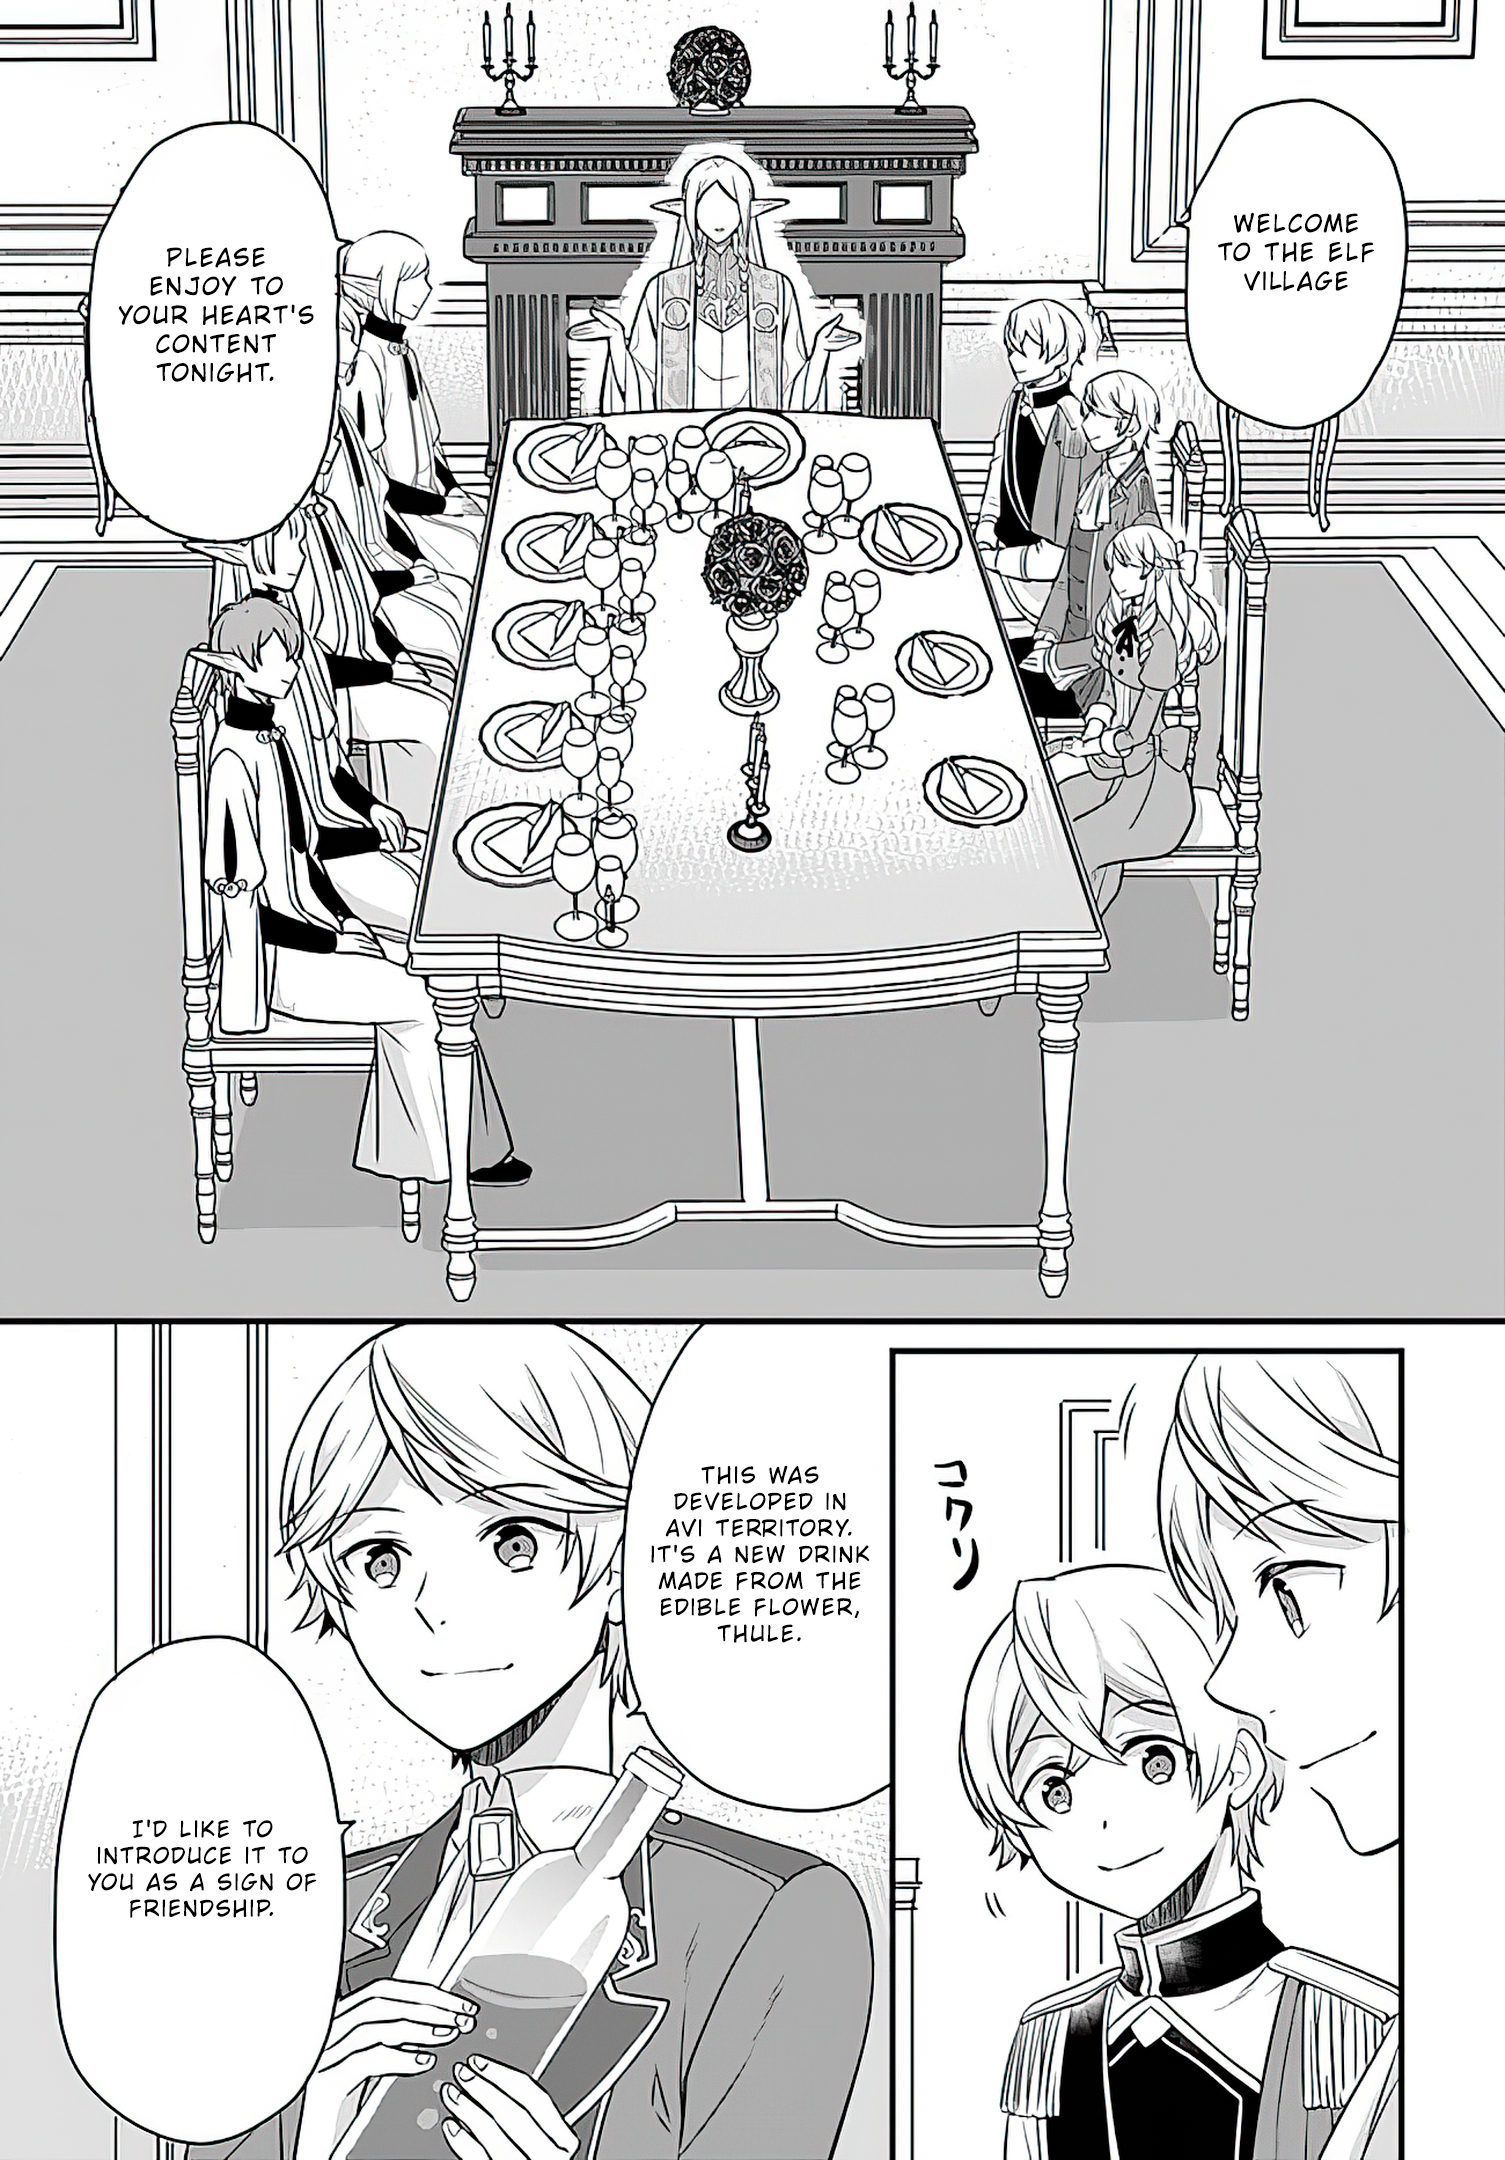 WELCOME
TO THE ELF
VILLAGE
PLEASE
ENJOY TO
YOUR HEART'S
CONTENT
TONIGHT.
コクリ
THIS WAS
DEVELOPED IN
AVI TERRITORY.
IT'S A NEW DRINK
MADE FROM THE
EDIBLE FLOWER,
THULE.
I'D LIKE TO
INTRODUCE IT TO
YOU AS A SIGN OF
FRIENDSHIP.